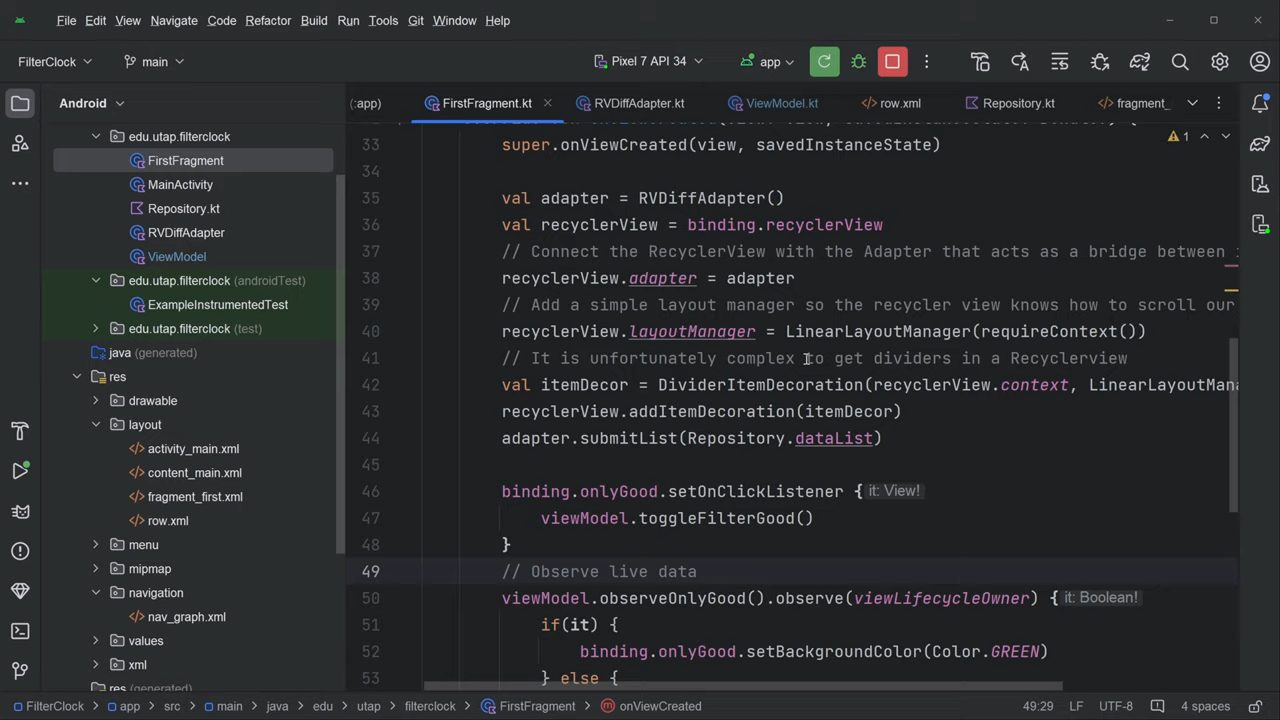 File Edit View Navigate Code Refactor Build Run Tools Git Window Help
FilterClock main Pixel 7 API 34 app
Android
(:app) FirstFragment.kt RVDiffAdapter.kt ViewModel.kt row.xml Repository.kt fragment_
edu.utap.filterclock
FirstFragment
MainActivity
Repository.kt
RVDiffAdapter
ViewModel
edu.utap.filterclock (androidTest)
ExampleInstrumentedTest
edu.utap.filterclock (test)
java (generated)
res
drawable
layout
activity_main.xml
content_main.xml
fragment_first.xml
row.xml
menu
mipmap
navigation
nav_graph.xml
values
xml
res (generated)
1
33 super.onViewCreated(view, savedInstanceState)
34
35 val adapter = RVDiffAdapter()
36 val recyclerView = binding.recyclerView
37 // Connect the RecyclerView with the Adapter that acts as a bridge between
38 recyclerView.adapter = adapter
39 // Add a simple layout manager so the recycler view knows how to scroll our
40 recyclerView.layoutManager = LinearLayoutManager(requireContext())
41 // It is unfortunately complex to get dividers in a Recyclerview
42 val itemDecor = DividerItemDecoration(recyclerView.context, LinearLayoutMana
43 recyclerView.addItemDecoration(itemDecor)
44 adapter.submitList(Repository.dataList)
45
46 binding.onlyGood.setOnClickListener { it: View!
47 viewModel.toggleFilterGood()
48 }
49 // Observe live data
50 viewModel.observeOnlyGood().observe(viewLifecycleOwner) { it: Boolean!
51 if(it) {
52 binding.onlyGood.setBackgroundColor(Color.GREEN)
53 } else {
FilterClock app src main java edu utap filterclock FirstFragment onViewCreated 49:29 LF UTF-8 4 spaces